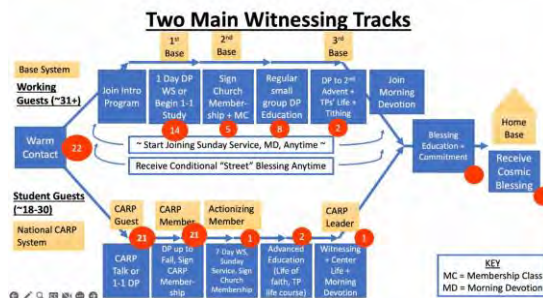 Two Main Witnessing Tracks
1st
Base
2nd
Base
3rd
Base
Base System
Working
Guests (~31+)
Join Intro
Program
1 Day DP
WS or
Begin 1-1
Study
14
Sign
Church
Member-
ship + MC
5
Regular
small
group DP
Education
8
DP to 2nd
Advent +
TPs' Life +
Tithing
2
Join
Morning
Devotion
Warm
Contact
22
~ Start Joining Sunday Service, MD, Anytime ~
Receive Conditional "Street" Blessing Anytime
Blessing
Education =
Commitment
Home
Base
Receive
Cosmic
Blessing
Student Guests
(~18-30)
National CARP
System
CARP
Guest
21
CARP
Talk or
1-1 DP
CARP
Member
21
DP up to
Fall, Sign
CARP
Member-
ship
Actionizing
Member
1
7 Day WS,
Sunday
Service, Sign
Church
Membership
2
Advanced
Education
(Life of
faith, TP
life course)
CARP
Leader
1
Witnessing
+ Center
Life +
Morning
Devotion
KEY
MC = Membership Class
MD = Morning Devotion